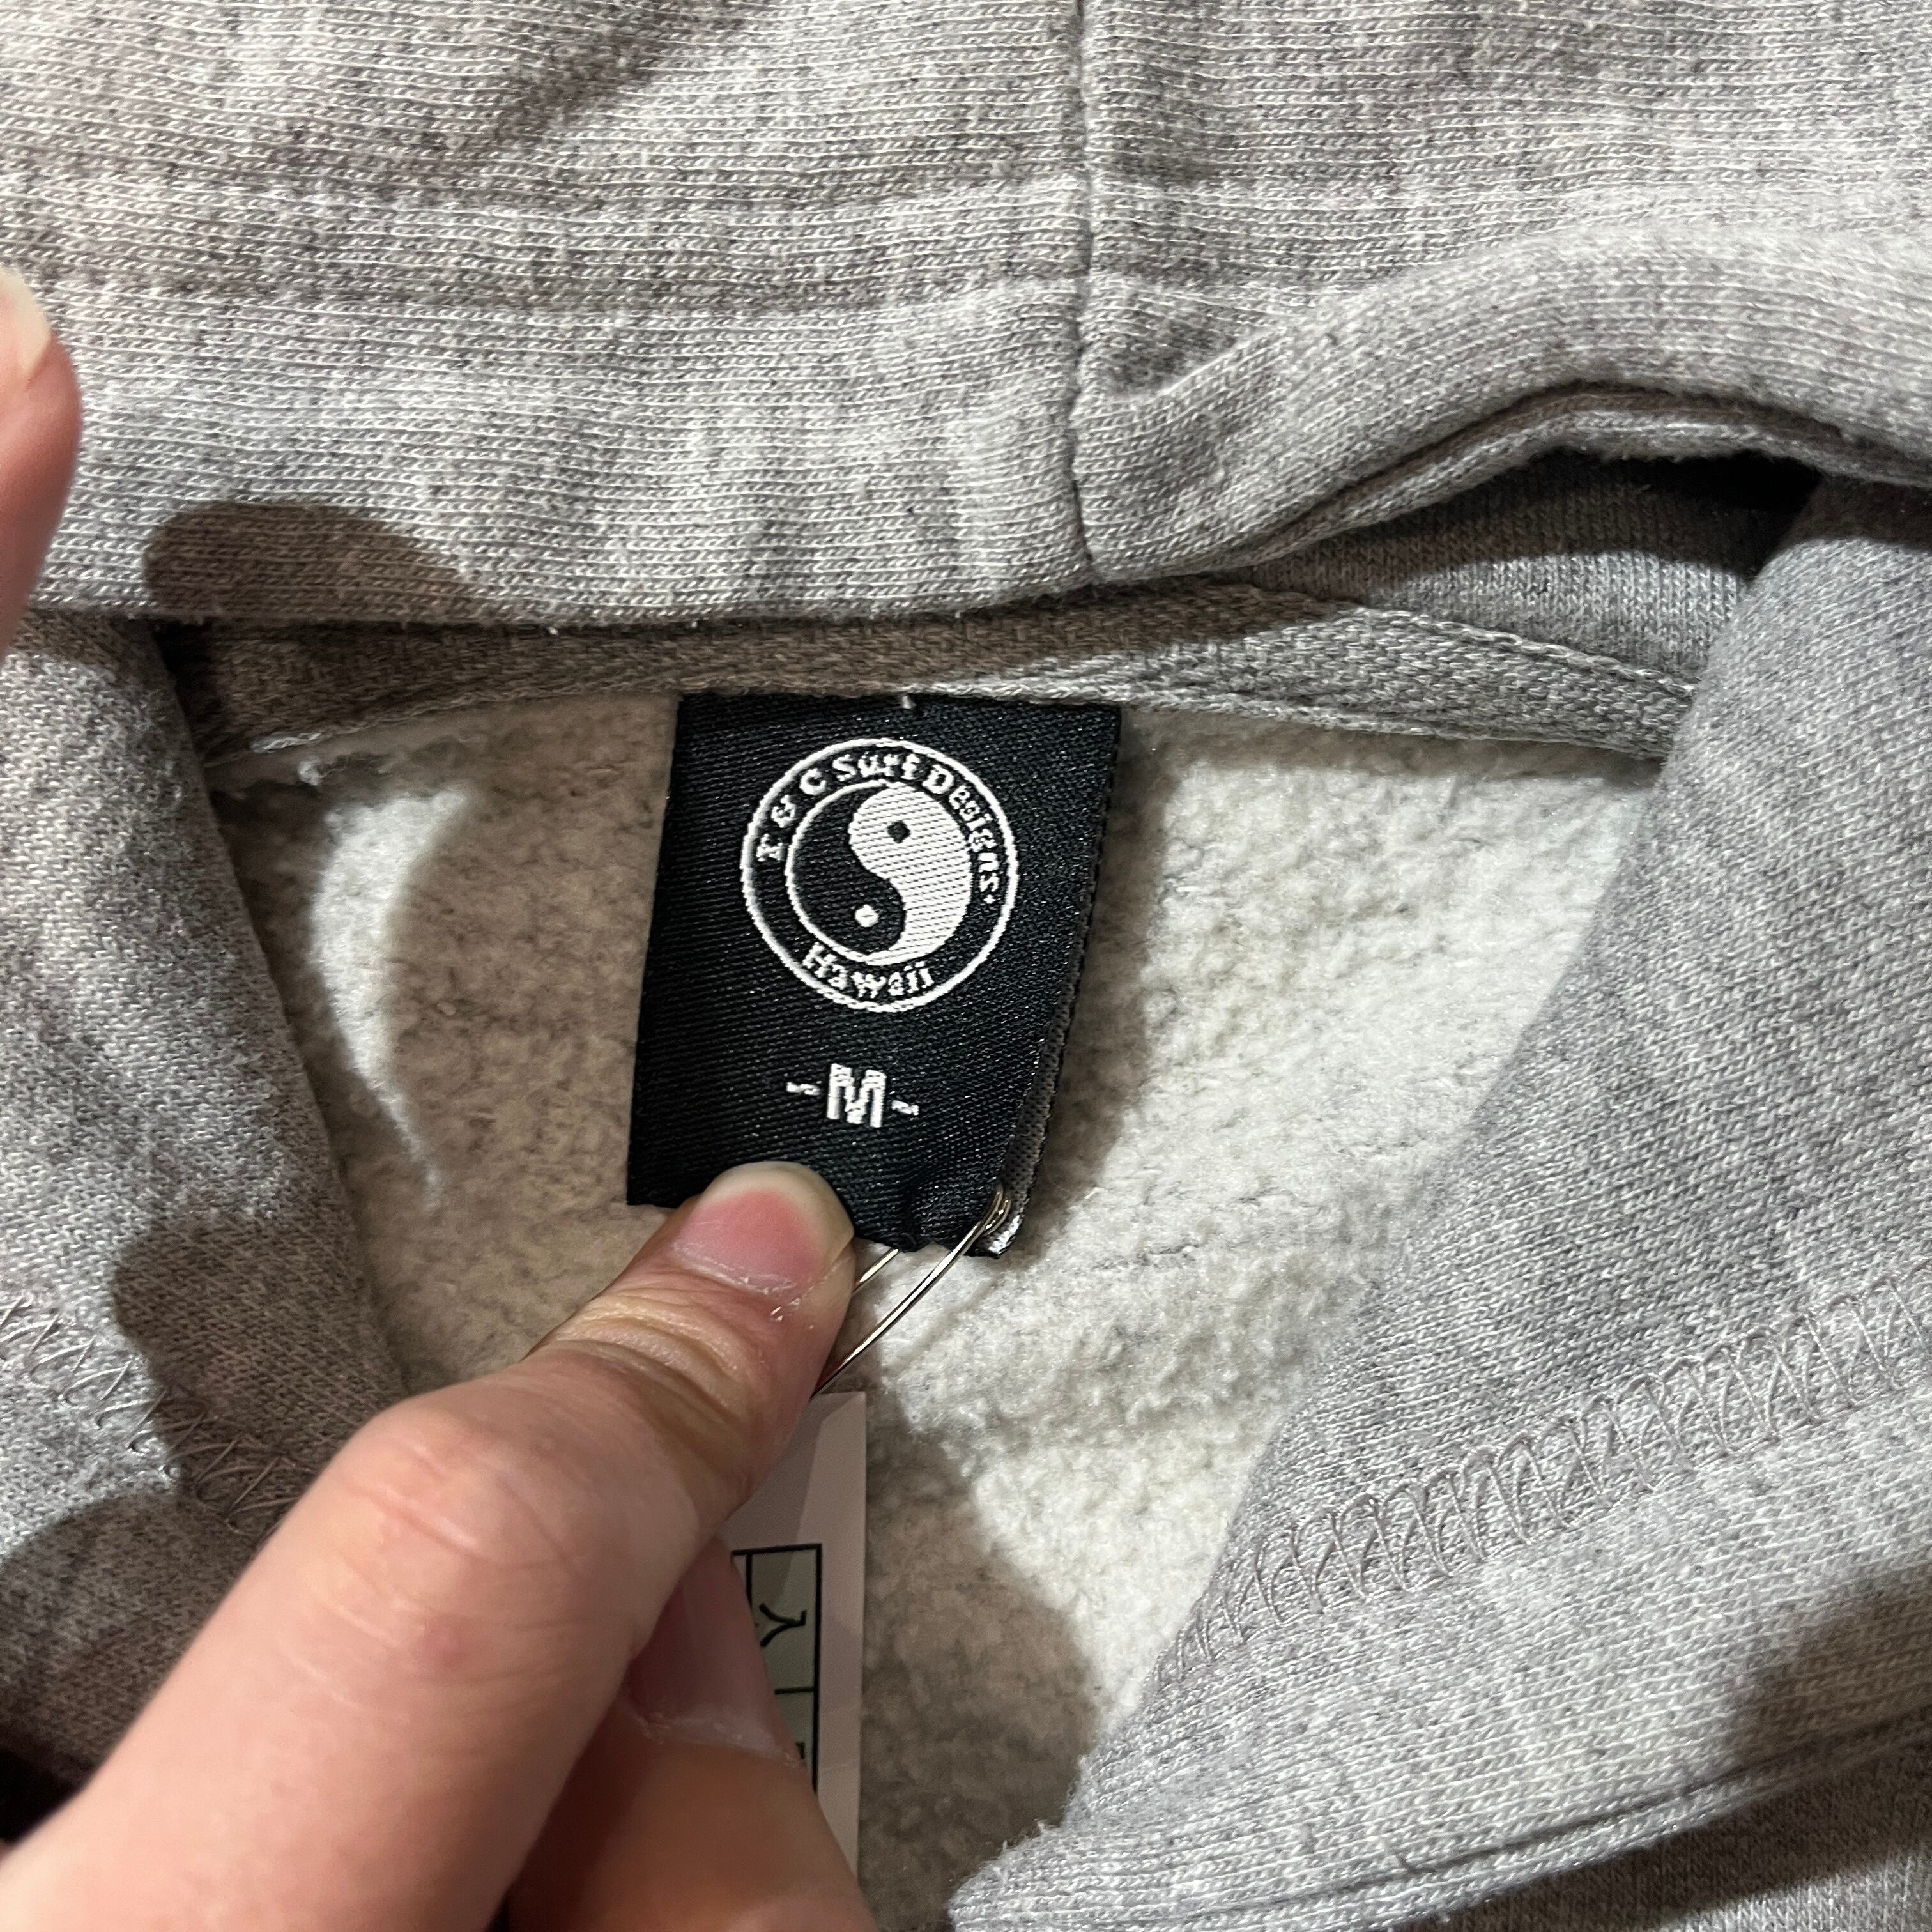 T & C Surf Designs.
Hawaii
-M-